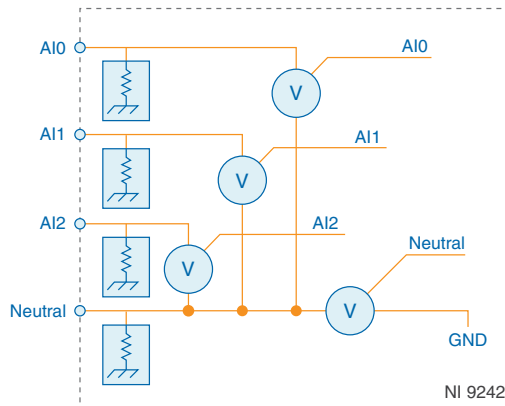 AI0
AI0
V
AI1
AI1
V
AI2
AI2
V
Neutral
Neutral
V
GND
NI 9242